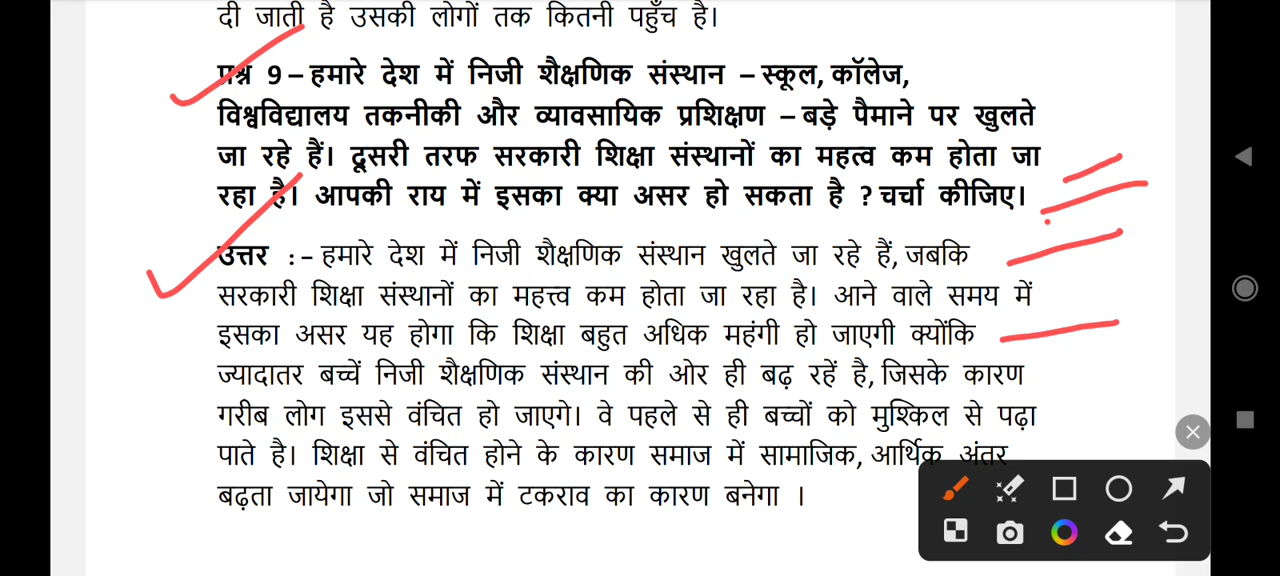 दी जाती है उसकी लोगों तक कितनी पहुँच है।
प्रश्न 9 – हमारे देश में निजी शैक्षणिक संस्थान – स्कूल, कॉलेज,
विश्वविद्यालय तकनीकी और व्यावसायिक प्रशिक्षण – बड़े पैमाने पर खुलते
जा रहे हैं। दूसरी तरफ सरकारी शिक्षा संस्थानों का महत्व कम होता जा
रहा है। आपकी राय में इसका क्या असर हो सकता है ? चर्चा कीजिए।
उत्तर :– हमारे देश में निजी शैक्षणिक संस्थान खुलते जा रहे हैं, जबकि
सरकारी शिक्षा संस्थानों का महत्त्व कम होता जा रहा है। आने वाले समय में
इसका असर यह होगा कि शिक्षा बहुत अधिक महंगी हो जाएगी क्योंकि
ज्यादातर बच्चें निजी शैक्षणिक संस्थान की ओर ही बढ़ रहें है, जिसके कारण
गरीब लोग इससे वंचित हो जाएगे। वे पहले से ही बच्चों को मुश्किल से पढ़ा
पाते है। शिक्षा से वंचित होने के कारण समाज में सामाजिक, आर्थिक अंतर
बढ़ता जायेगा जो समाज में टकराव का कारण बनेगा ।